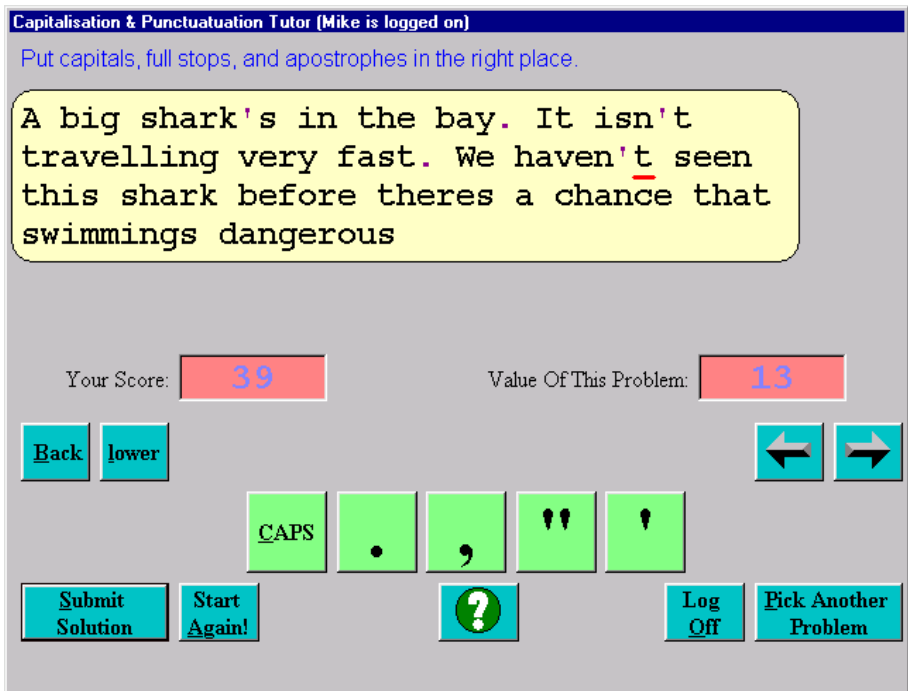 Capitalisation & Punctuatuation Tutor (Mike is logged on)
Put capitals, full stops, and apostrophes in the right place.
A big shark's in the bay. It isn't
travelling very fast. We haven't seen
this shark before theres a chance that
swimmings dangerous
Your Score: 39
Value Of This Problem: 13
Back
lower
CAPS
.
,
"
'
Submit
Solution
Start
Again!
?
Log
Off
Pick Another
Problem